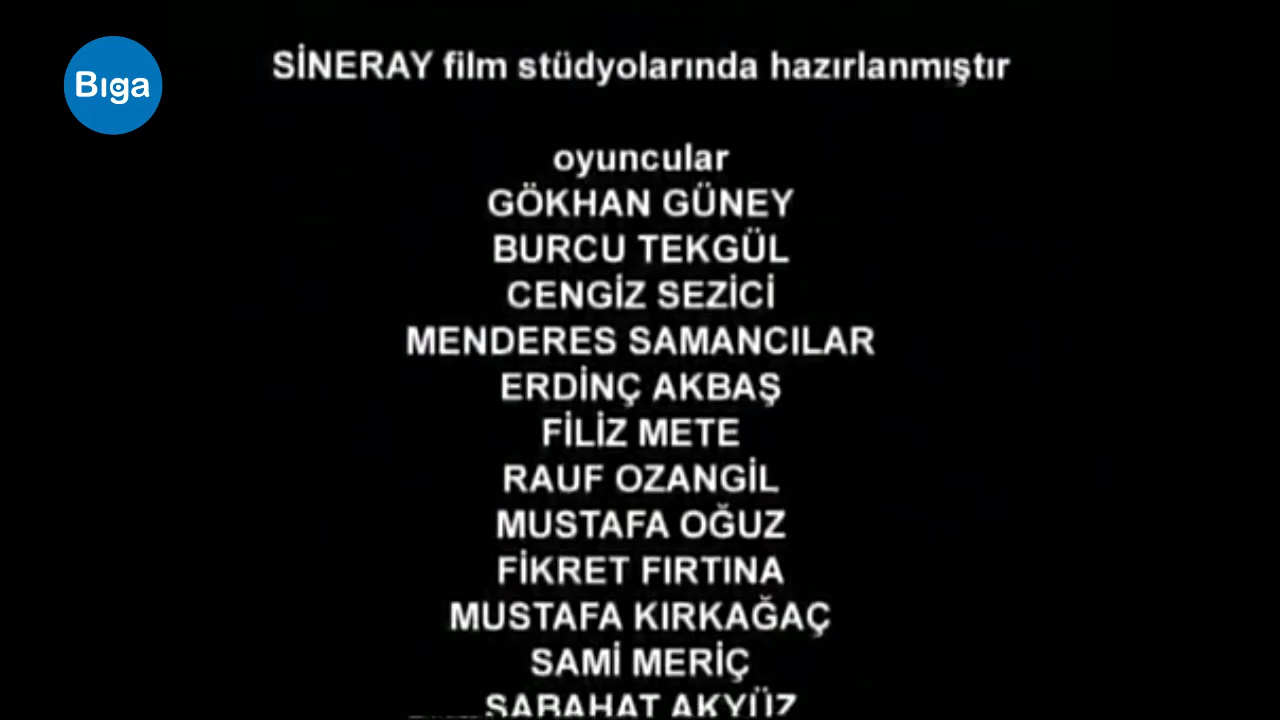 SİNERAY film stüdyolarında hazırlanmıştır
Bıga
oyuncular
GÖKHAN GÜNEY
BURCU TEKGÜL
CENGİZ SEZİCİ
MENDERES SAMANCILAR
ERDİNÇ AKBAŞ
FİLİZ METE
RAUF OZANGİL
MUSTAFA OĞUZ
FİKRET FIRTINA
MUSTAFA KIRKAĞAÇ
SAMİ MERİÇ
SABAHAT AKYÜZ